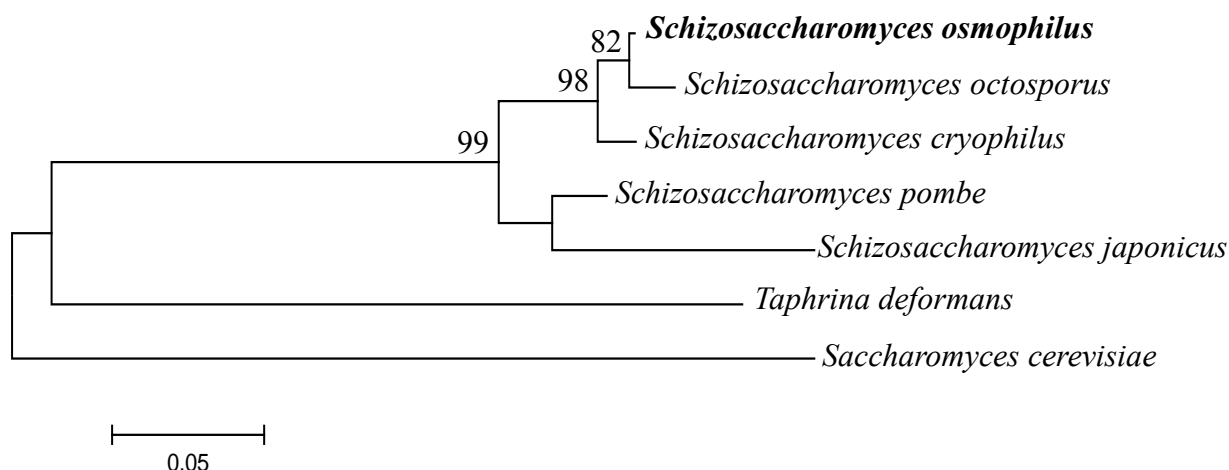 Schizosaccharomyces osmophilus
82
Schizosaccharomyces octosporus
98
Schizosaccharomyces cryophilus
99
Schizosaccharomyces pombe
Schizosaccharomyces japonicus
Taphrina deformans
Saccharomyces cerevisiae
0.05